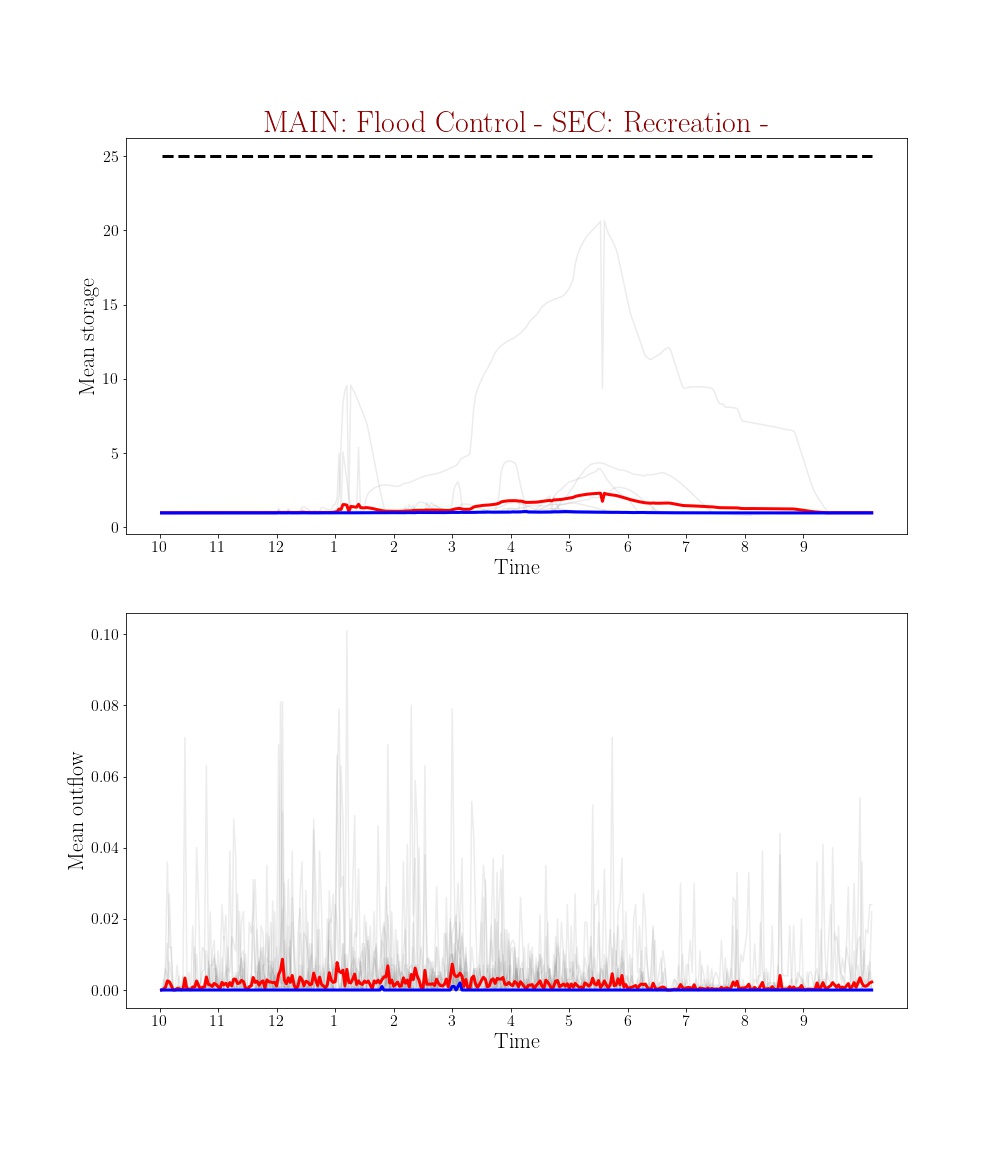 MAIN: Flood Control - SEC: Recreation -
25
20
15
10
5
0
Mean storage
10 11 12 1 2 3 4 5 6 7 8 9
Time
0.10
0.08
0.06
0.04
0.02
0.00
Mean outflow
10 11 12 1 2 3 4 5 6 7 8 9
Time